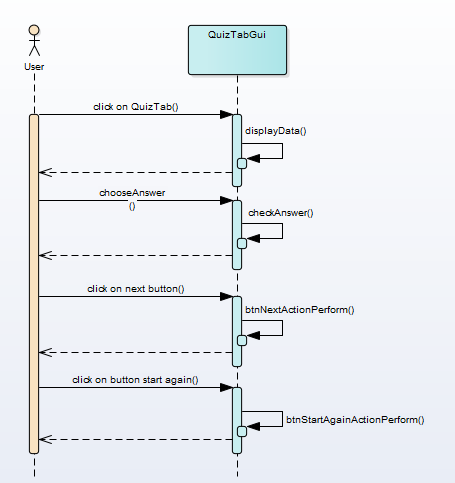 QuizTabGui
User
click on QuizTab()
displayData()
chooseAnswer
()
checkAnswer()
click on next button()
btnNextActionPerform()
click on button start again()
btnStartAgainActionPerform()